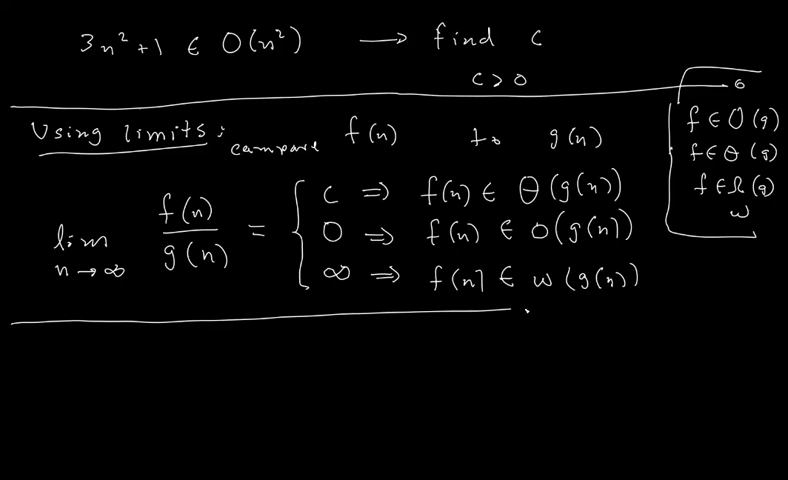 3n² + 1 ∈ O(n²) → find c
c > 0
Using limits : compare f(n) to g(n)
lim n→∞ f(n)/g(n) = { c ⇒ f(n) ∈ θ(g(n))
0 ⇒ f(n) ∈ o(g(n))
∞ ⇒ f(n) ∈ ω(g(n))
o
f ∈ O(g)
f ∈ θ(g)
f ∈ Ω(g)
ω